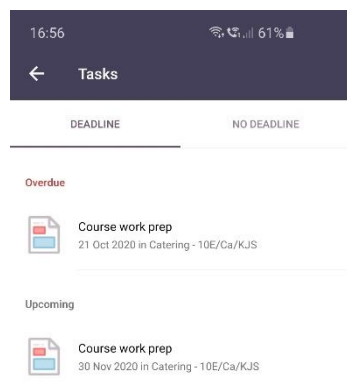 16:56 61%
Tasks
DEADLINE NO DEADLINE
Overdue
Course work prep
21 Oct 2020 in Catering - 10E/Ca/KJS
Upcoming
Course work prep
30 Nov 2020 in Catering - 10E/Ca/KJS